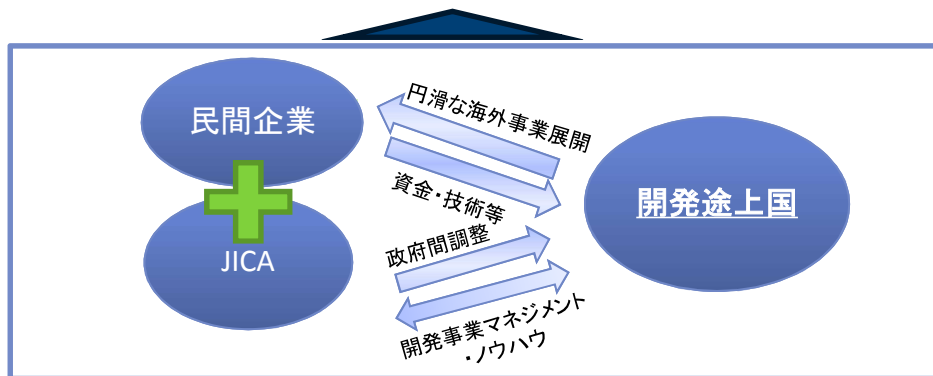 民間企業
円滑な海外事業展開
資金・技術等
開発途上国
JICA
政府間調整
開発事業マネジメント
・ノウハウ